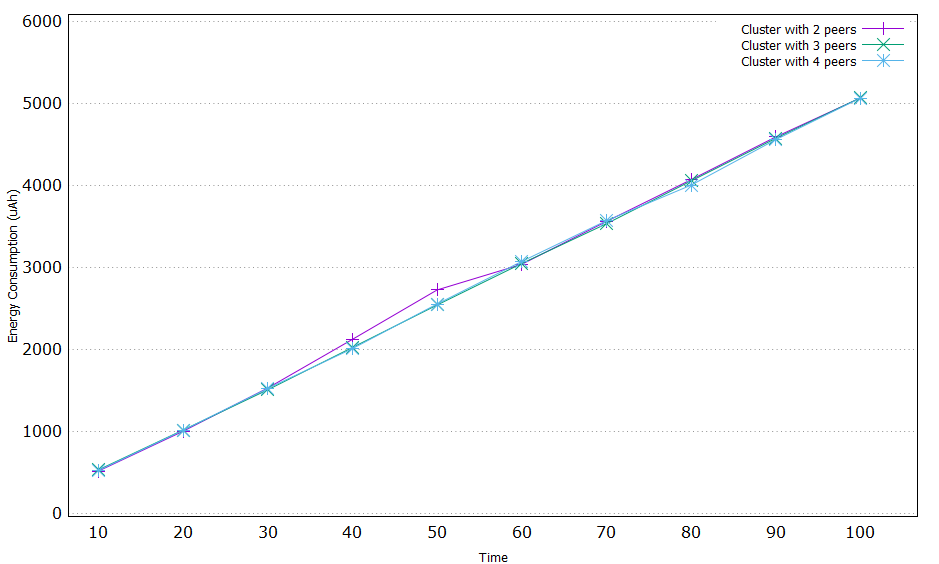 6000
5000
4000
3000
2000
1000
0
Energy Consumption (uAh)
Cluster with 2 peers
Cluster with 3 peers
Cluster with 4 peers
10 20 30 40 50 60 70 80 90 100
Time